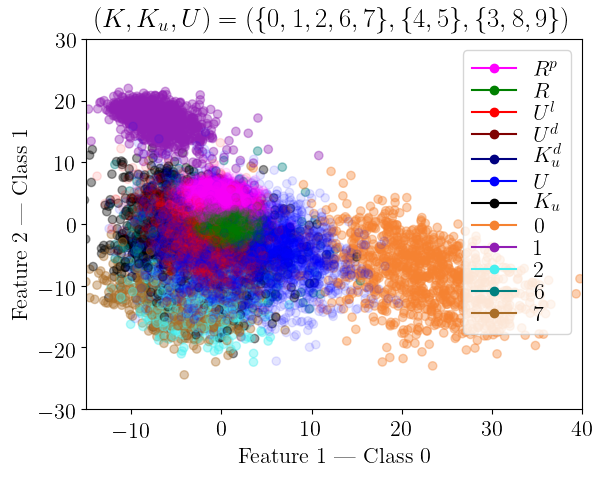 (K, K_u, U) = ({0, 1, 2, 6, 7}, {4, 5}, {3, 8, 9})
30
20
10
0
−10
−20
−30
Feature 2 — Class 1
R^p
R
U^l
U^d
K_u^d
U
K_u
0
1
2
6
7
−10
0
10
20
30
40
Feature 1 — Class 0